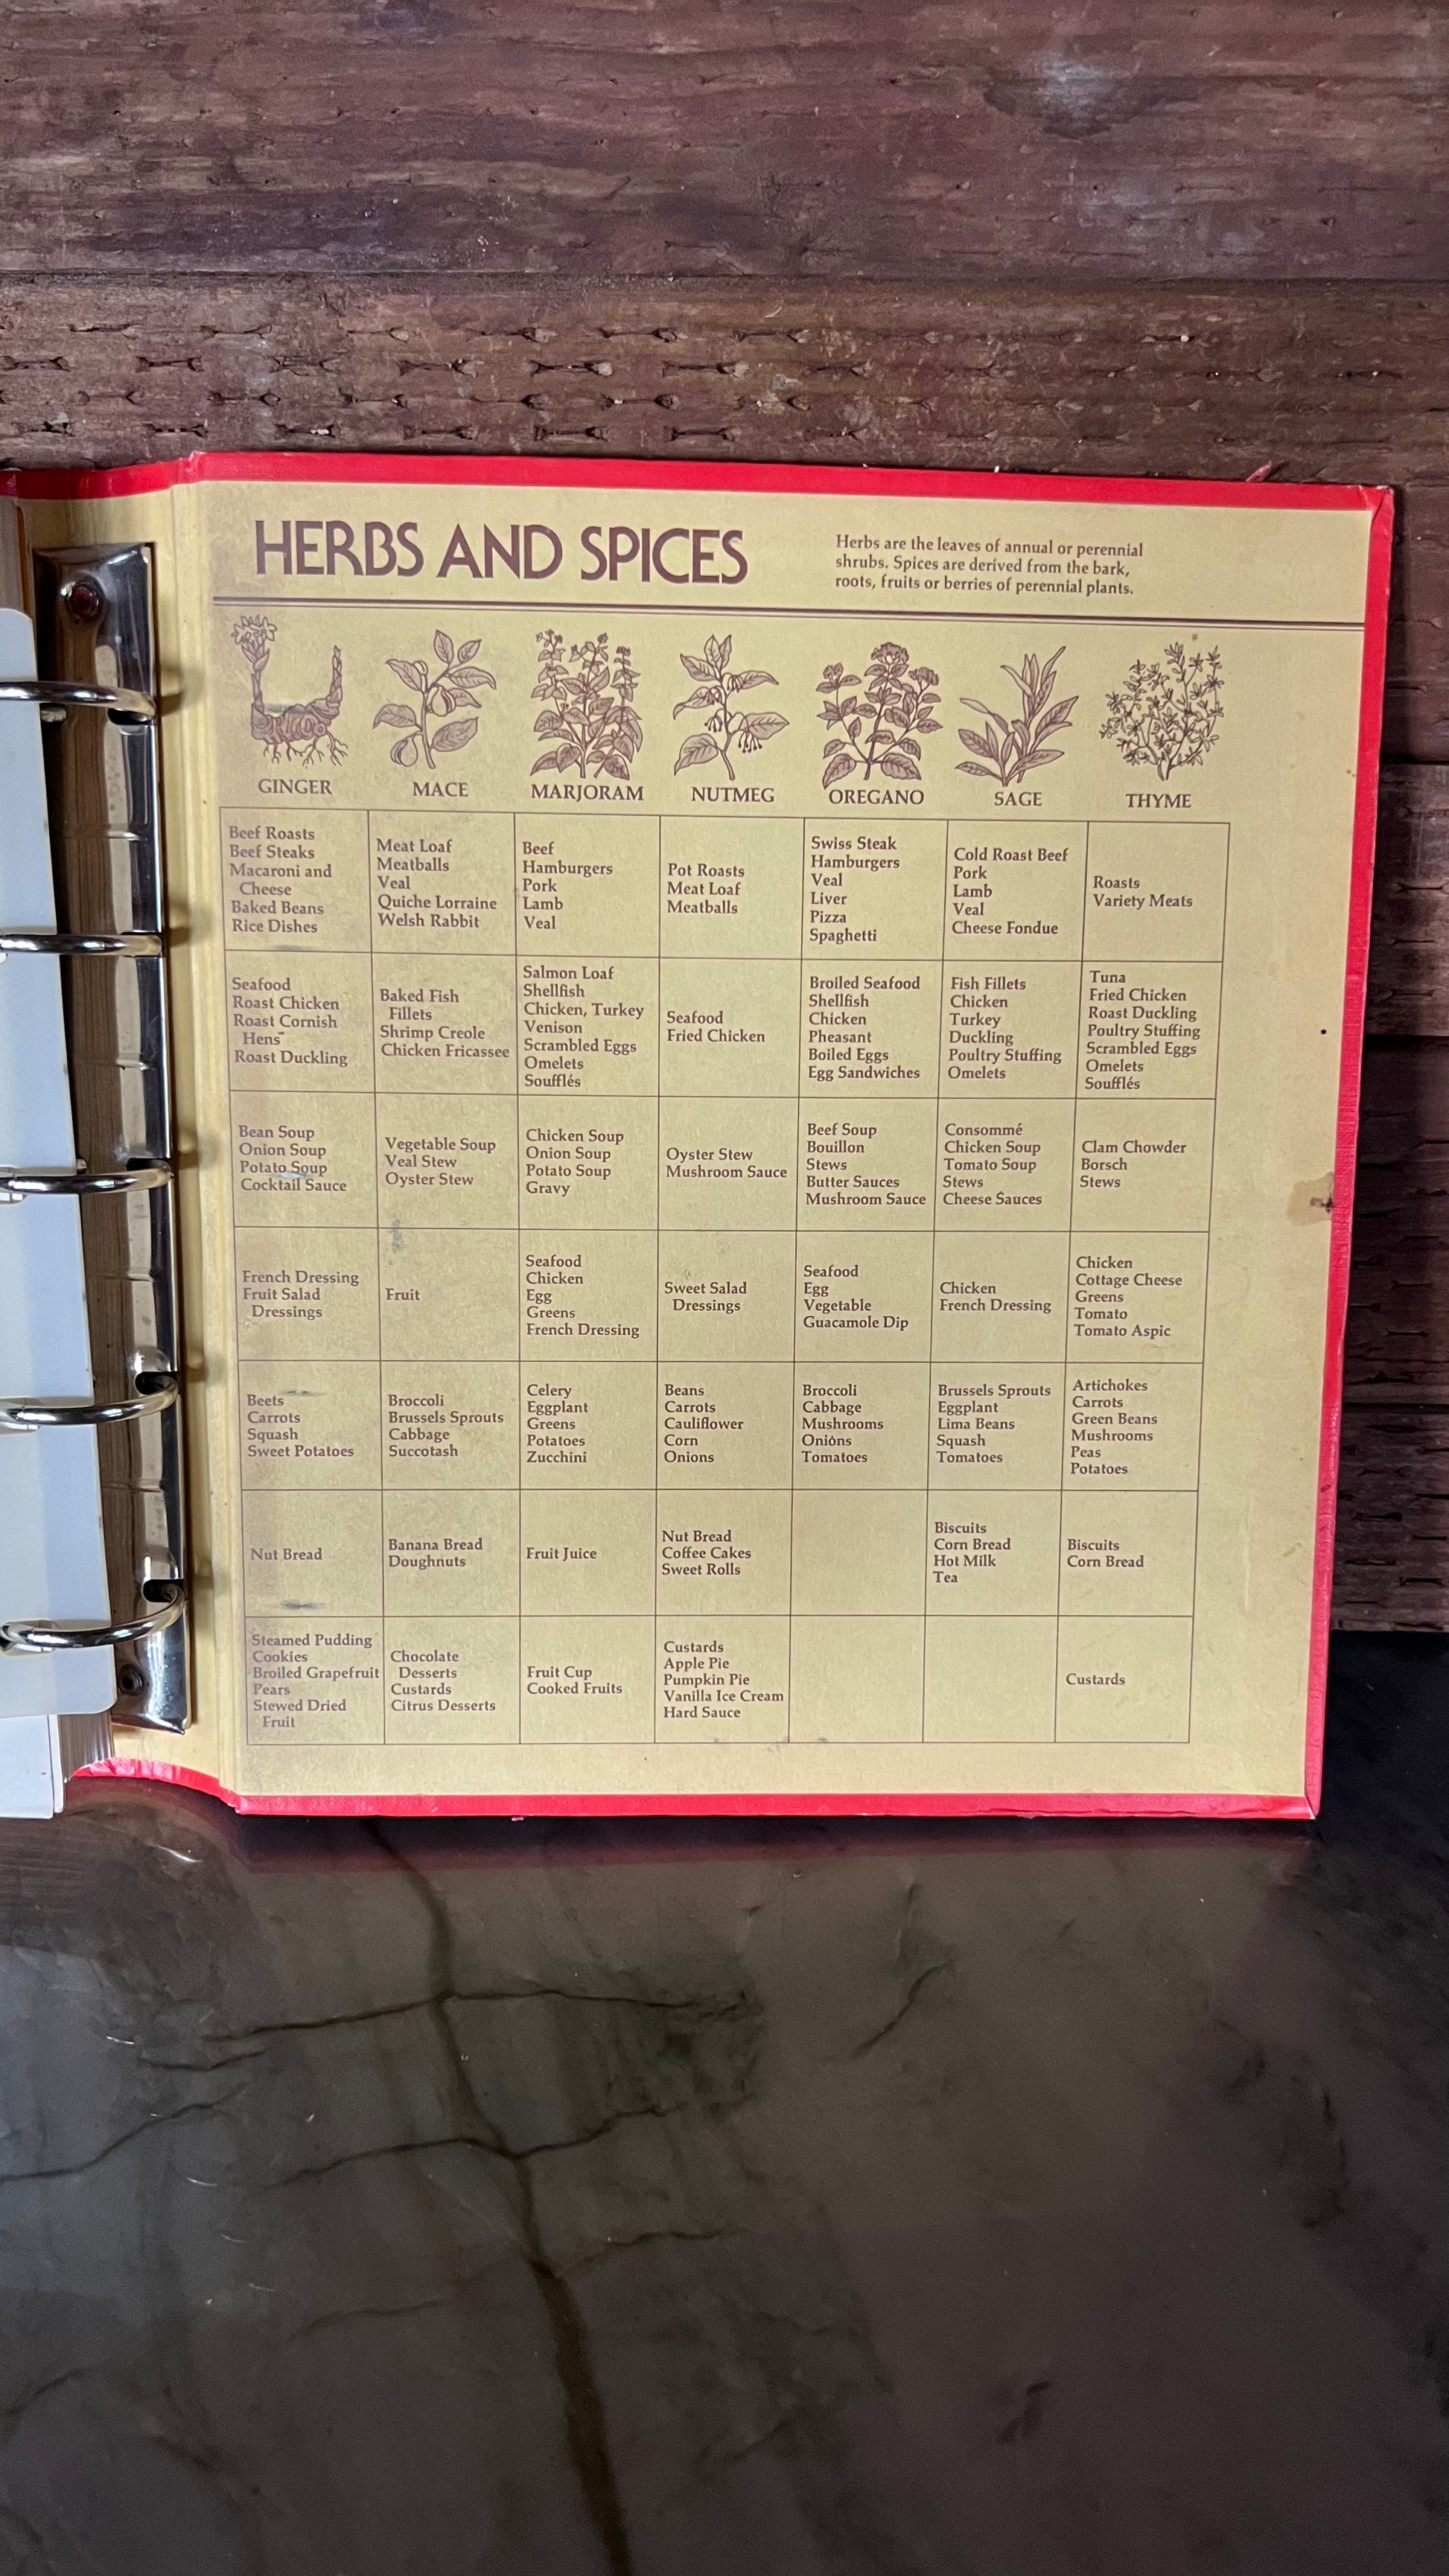 HERBS AND SPICES
Herbs are the leaves of annual or perennial
shrubs. Spices are derived from the bark,
roots, fruits or berries of perennial plants.
GINGER
MACE
MARJORAM
NUTMEG
OREGANO
SAGE
THYME
Beef Roasts
Beef Steaks
Macaroni and
Cheese
Baked Beans
Rice Dishes
Meat Loaf
Meatballs
Veal
Quiche Lorraine
Welsh Rabbit
Beef
Hamburgers
Pork
Lamb
Veal
Pot Roasts
Meat Loaf
Meatballs
Swiss Steak
Hamburgers
Veal
Liver
Pizza
Spaghetti
Cold Roast Beef
Pork
Lamb
Veal
Cheese Fondue
Roasts
Variety Meats
Seafood
Roast Chicken
Roast Cornish
Hens
Roast Duckling
Baked Fish
Fillets
Shrimp Creole
Chicken Fricassee
Salmon Loaf
Shellfish
Chicken, Turkey
Venison
Scrambled Eggs
Omelets
Soufflés
Seafood
Fried Chicken
Broiled Seafood
Shellfish
Chicken
Pheasant
Boiled Eggs
Egg Sandwiches
Fish Fillets
Chicken
Turkey
Duckling
Poultry Stuffing
Omelets
Tuna
Fried Chicken
Roast Duckling
Poultry Stuffing
Scrambled Eggs
Omelets
Soufflés
Bean Soup
Onion Soup
Potato Soup
Cocktail Sauce
Vegetable Soup
Veal Stew
Oyster Stew
Chicken Soup
Onion Soup
Potato Soup
Gravy
Oyster Stew
Mushroom Sauce
Beef Soup
Bouillon
Stews
Butter Sauces
Mushroom Sauce
Consommé
Chicken Soup
Tomato Soup
Stews
Cheese Sauces
Clam Chowder
Borsch
Stews
French Dressing
Fruit Salad
Dressings
Fruit
Seafood
Chicken
Egg
Greens
French Dressing
Sweet Salad
Dressings
Seafood
Egg
Vegetable
Guacamole Dip
Chicken
French Dressing
Chicken
Cottage Cheese
Greens
Tomato
Tomato Aspic
Beets
Carrots
Squash
Sweet Potatoes
Broccoli
Brussels Sprouts
Cabbage
Succotash
Celery
Eggplant
Greens
Potatoes
Zucchini
Beans
Carrots
Cauliflower
Corn
Onions
Broccoli
Cabbage
Mushrooms
Onions
Tomatoes
Brussels Sprouts
Eggplant
Lima Beans
Squash
Tomatoes
Artichokes
Carrots
Green Beans
Mushrooms
Peas
Potatoes
Nut Bread
Banana Bread
Doughnuts
Fruit Juice
Nut Bread
Coffee Cakes
Sweet Rolls
Biscuits
Corn Bread
Hot Milk
Tea
Biscuits
Corn Bread
Steamed Pudding
Cookies
Broiled Grapefruit
Pears
Stewed Dried
Fruit
Chocolate
Desserts
Custards
Citrus Desserts
Fruit Cup
Cooked Fruits
Custards
Apple Pie
Pumpkin Pie
Vanilla Ice Cream
Hard Sauce
Custards